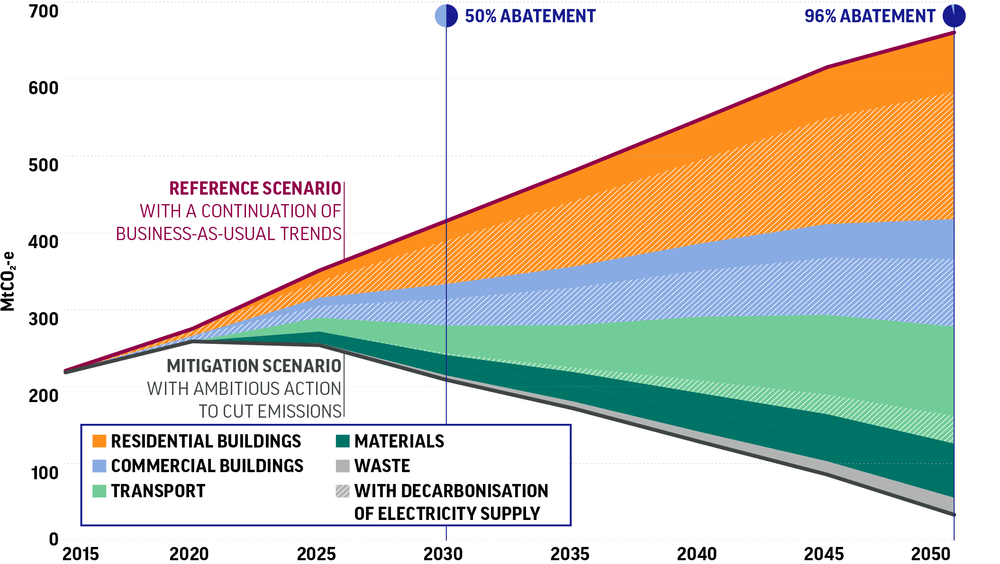 700
50% ABATEMENT
96% ABATEMENT
600
500
REFERENCE SCENARIO
WITH A CONTINUATION OF
BUSINESS-AS-USUAL TRENDS
400
MtCO₂-e
300
MITIGATION SCENARIO
WITH AMBITIOUS ACTION
TO CUT EMISSIONS
200
RESIDENTIAL BUILDINGS
COMMERCIAL BUILDINGS
TRANSPORT
MATERIALS
WASTE
WITH DECARBONISATION
OF ELECTRICITY SUPPLY
100
0
2015 2020 2025 2030 2035 2040 2045 2050